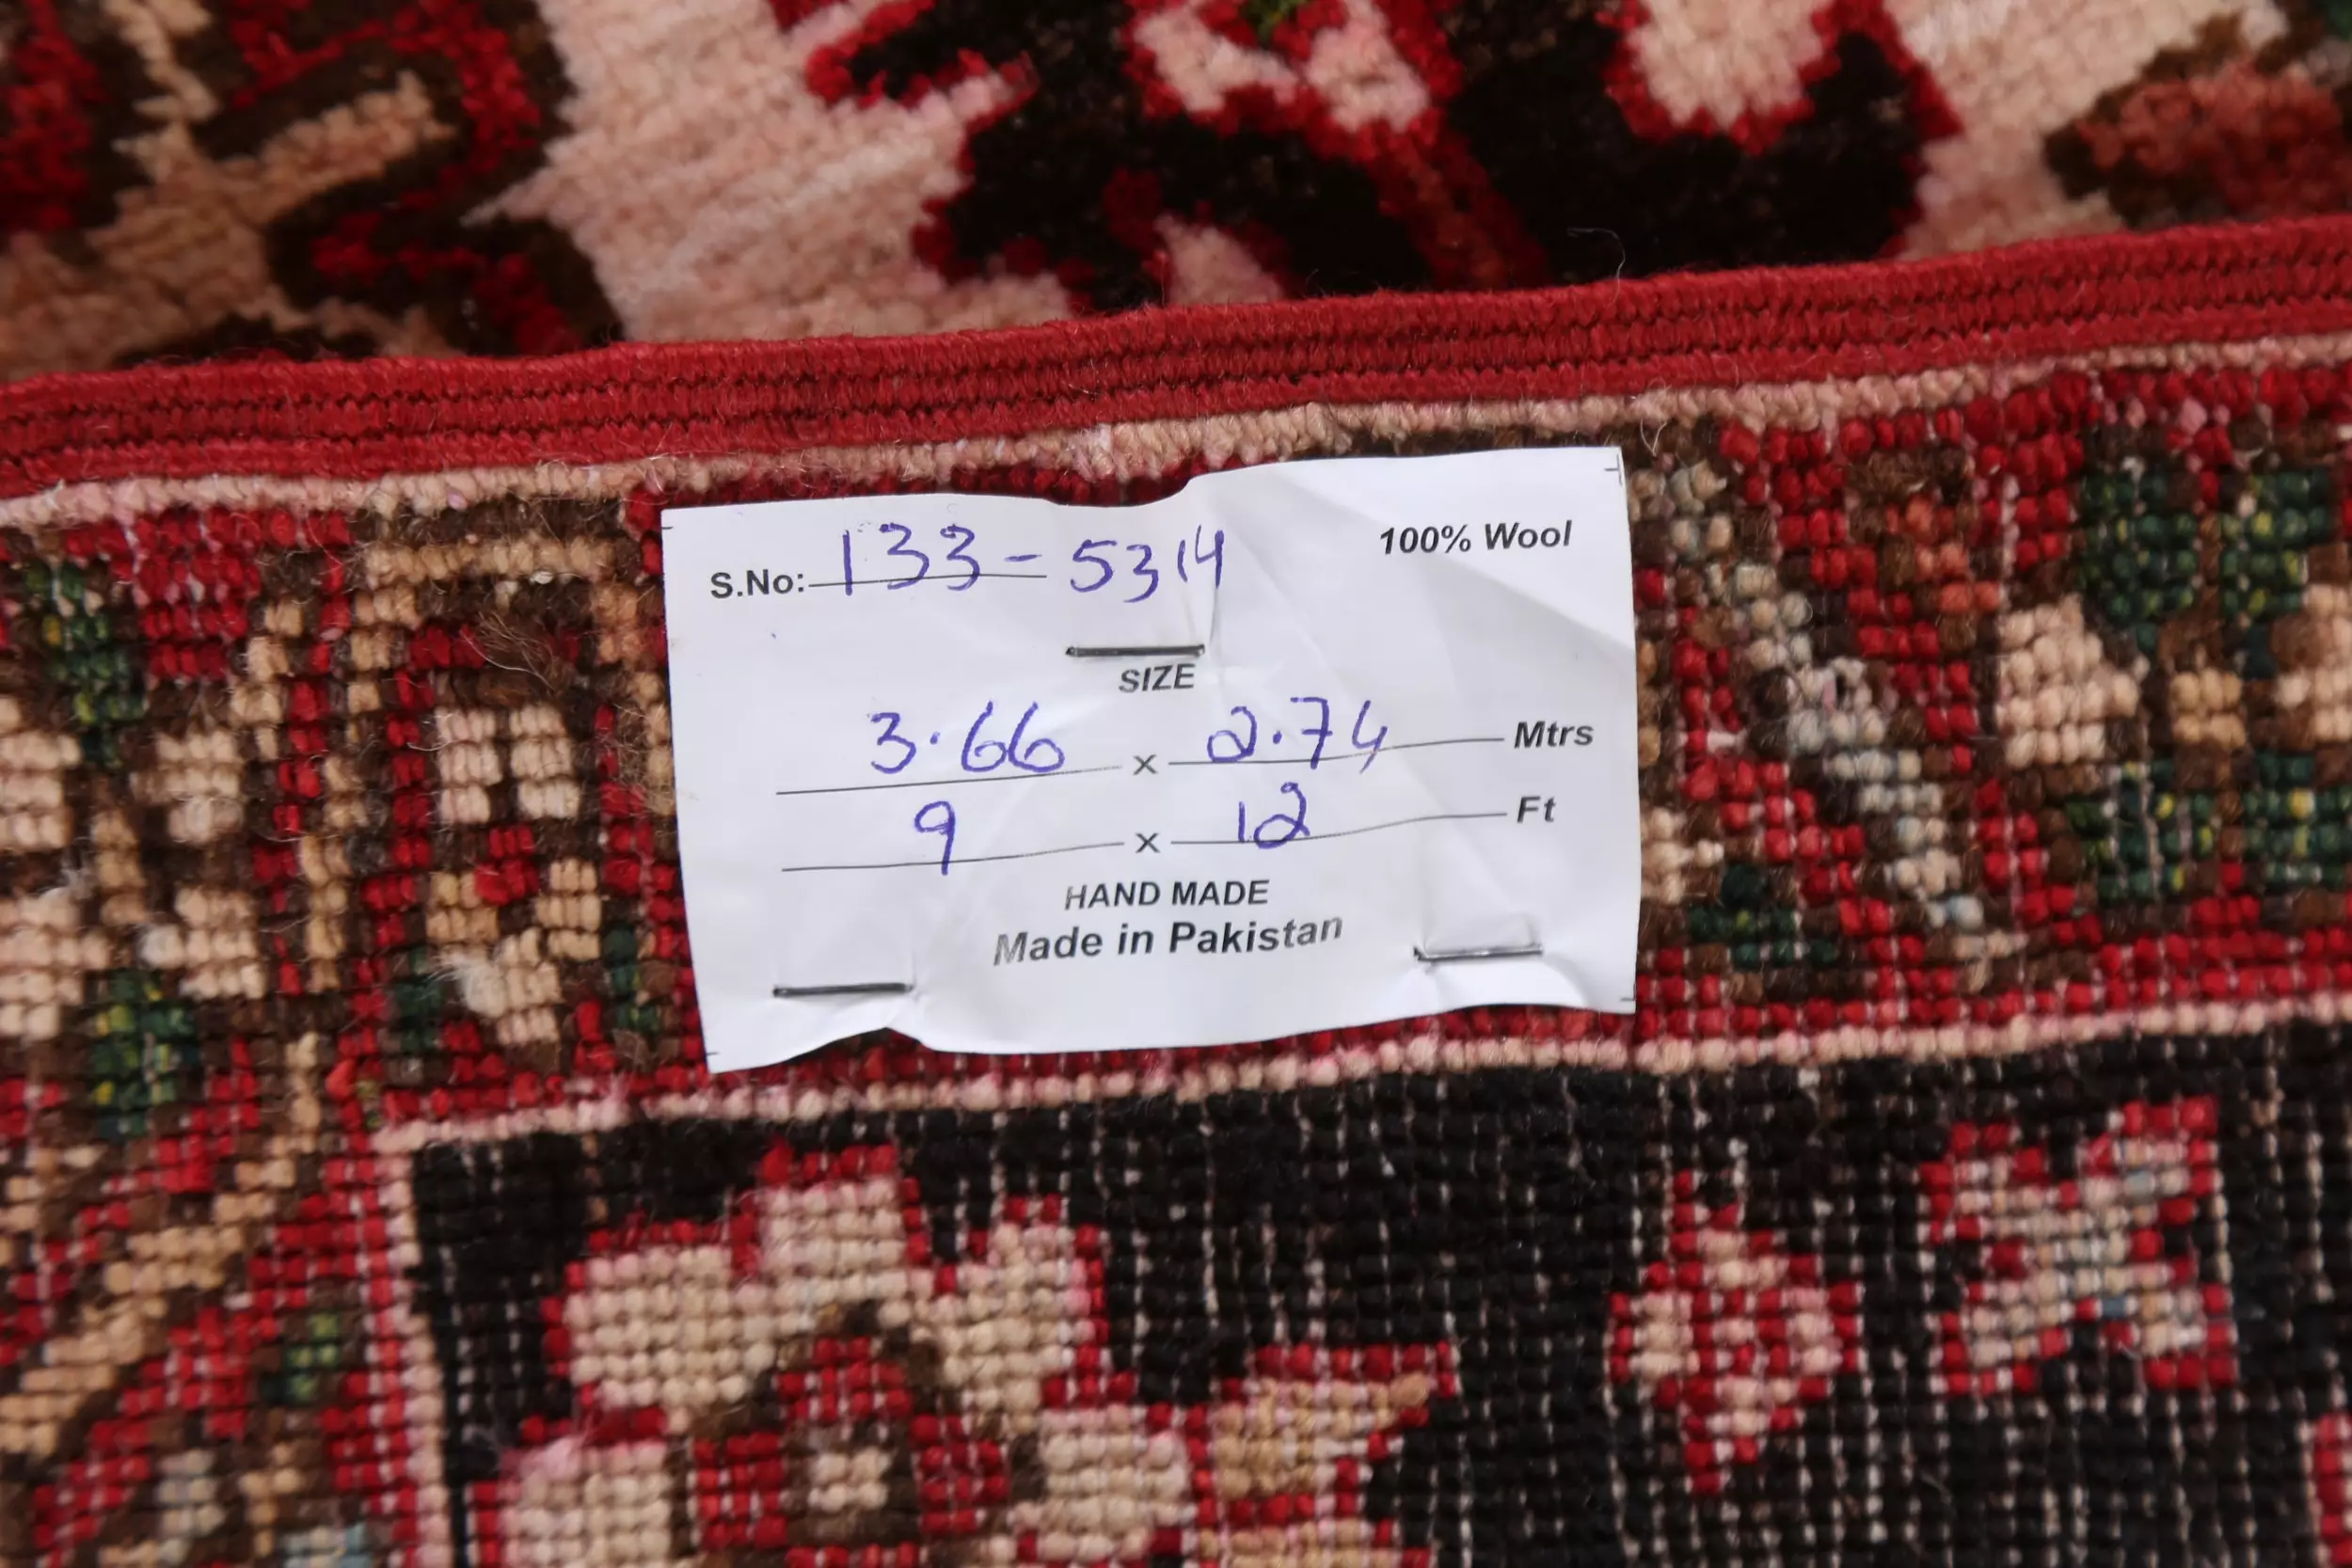 S.No: 133-5314 100% Wool
SIZE
3.66 x 2.74 Mtrs
9 x 12 Ft
HAND MADE
Made in Pakistan